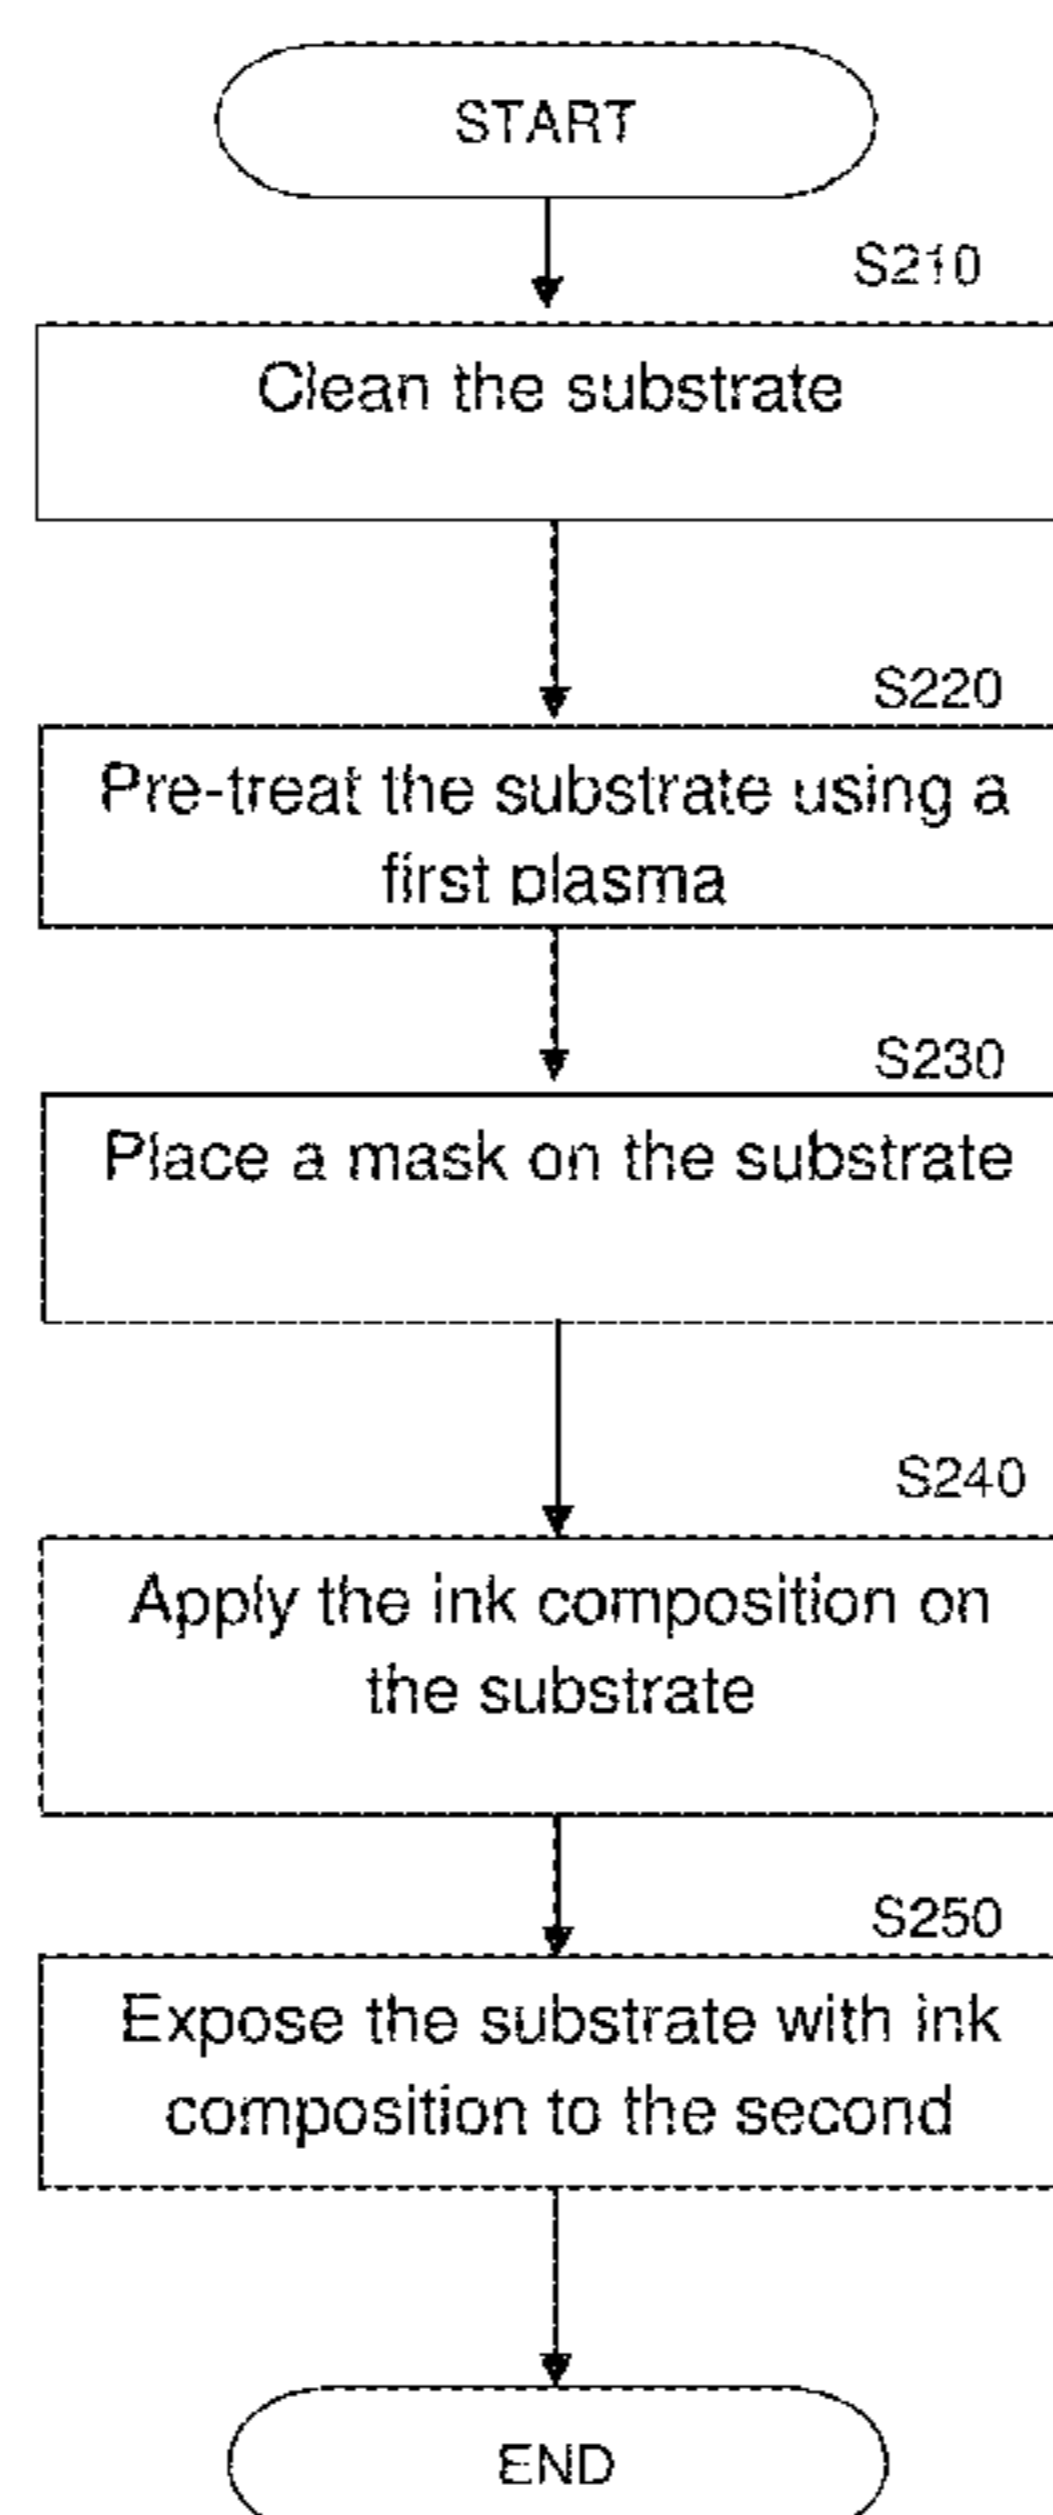 START
S210
Clean the substrate
S220
Pre-treat the substrate using a
first plasma
S230
Place a mask on the substrate
S240
Apply the ink composition on
the substrate
S250
Expose the substrate with ink
composition to the second
END